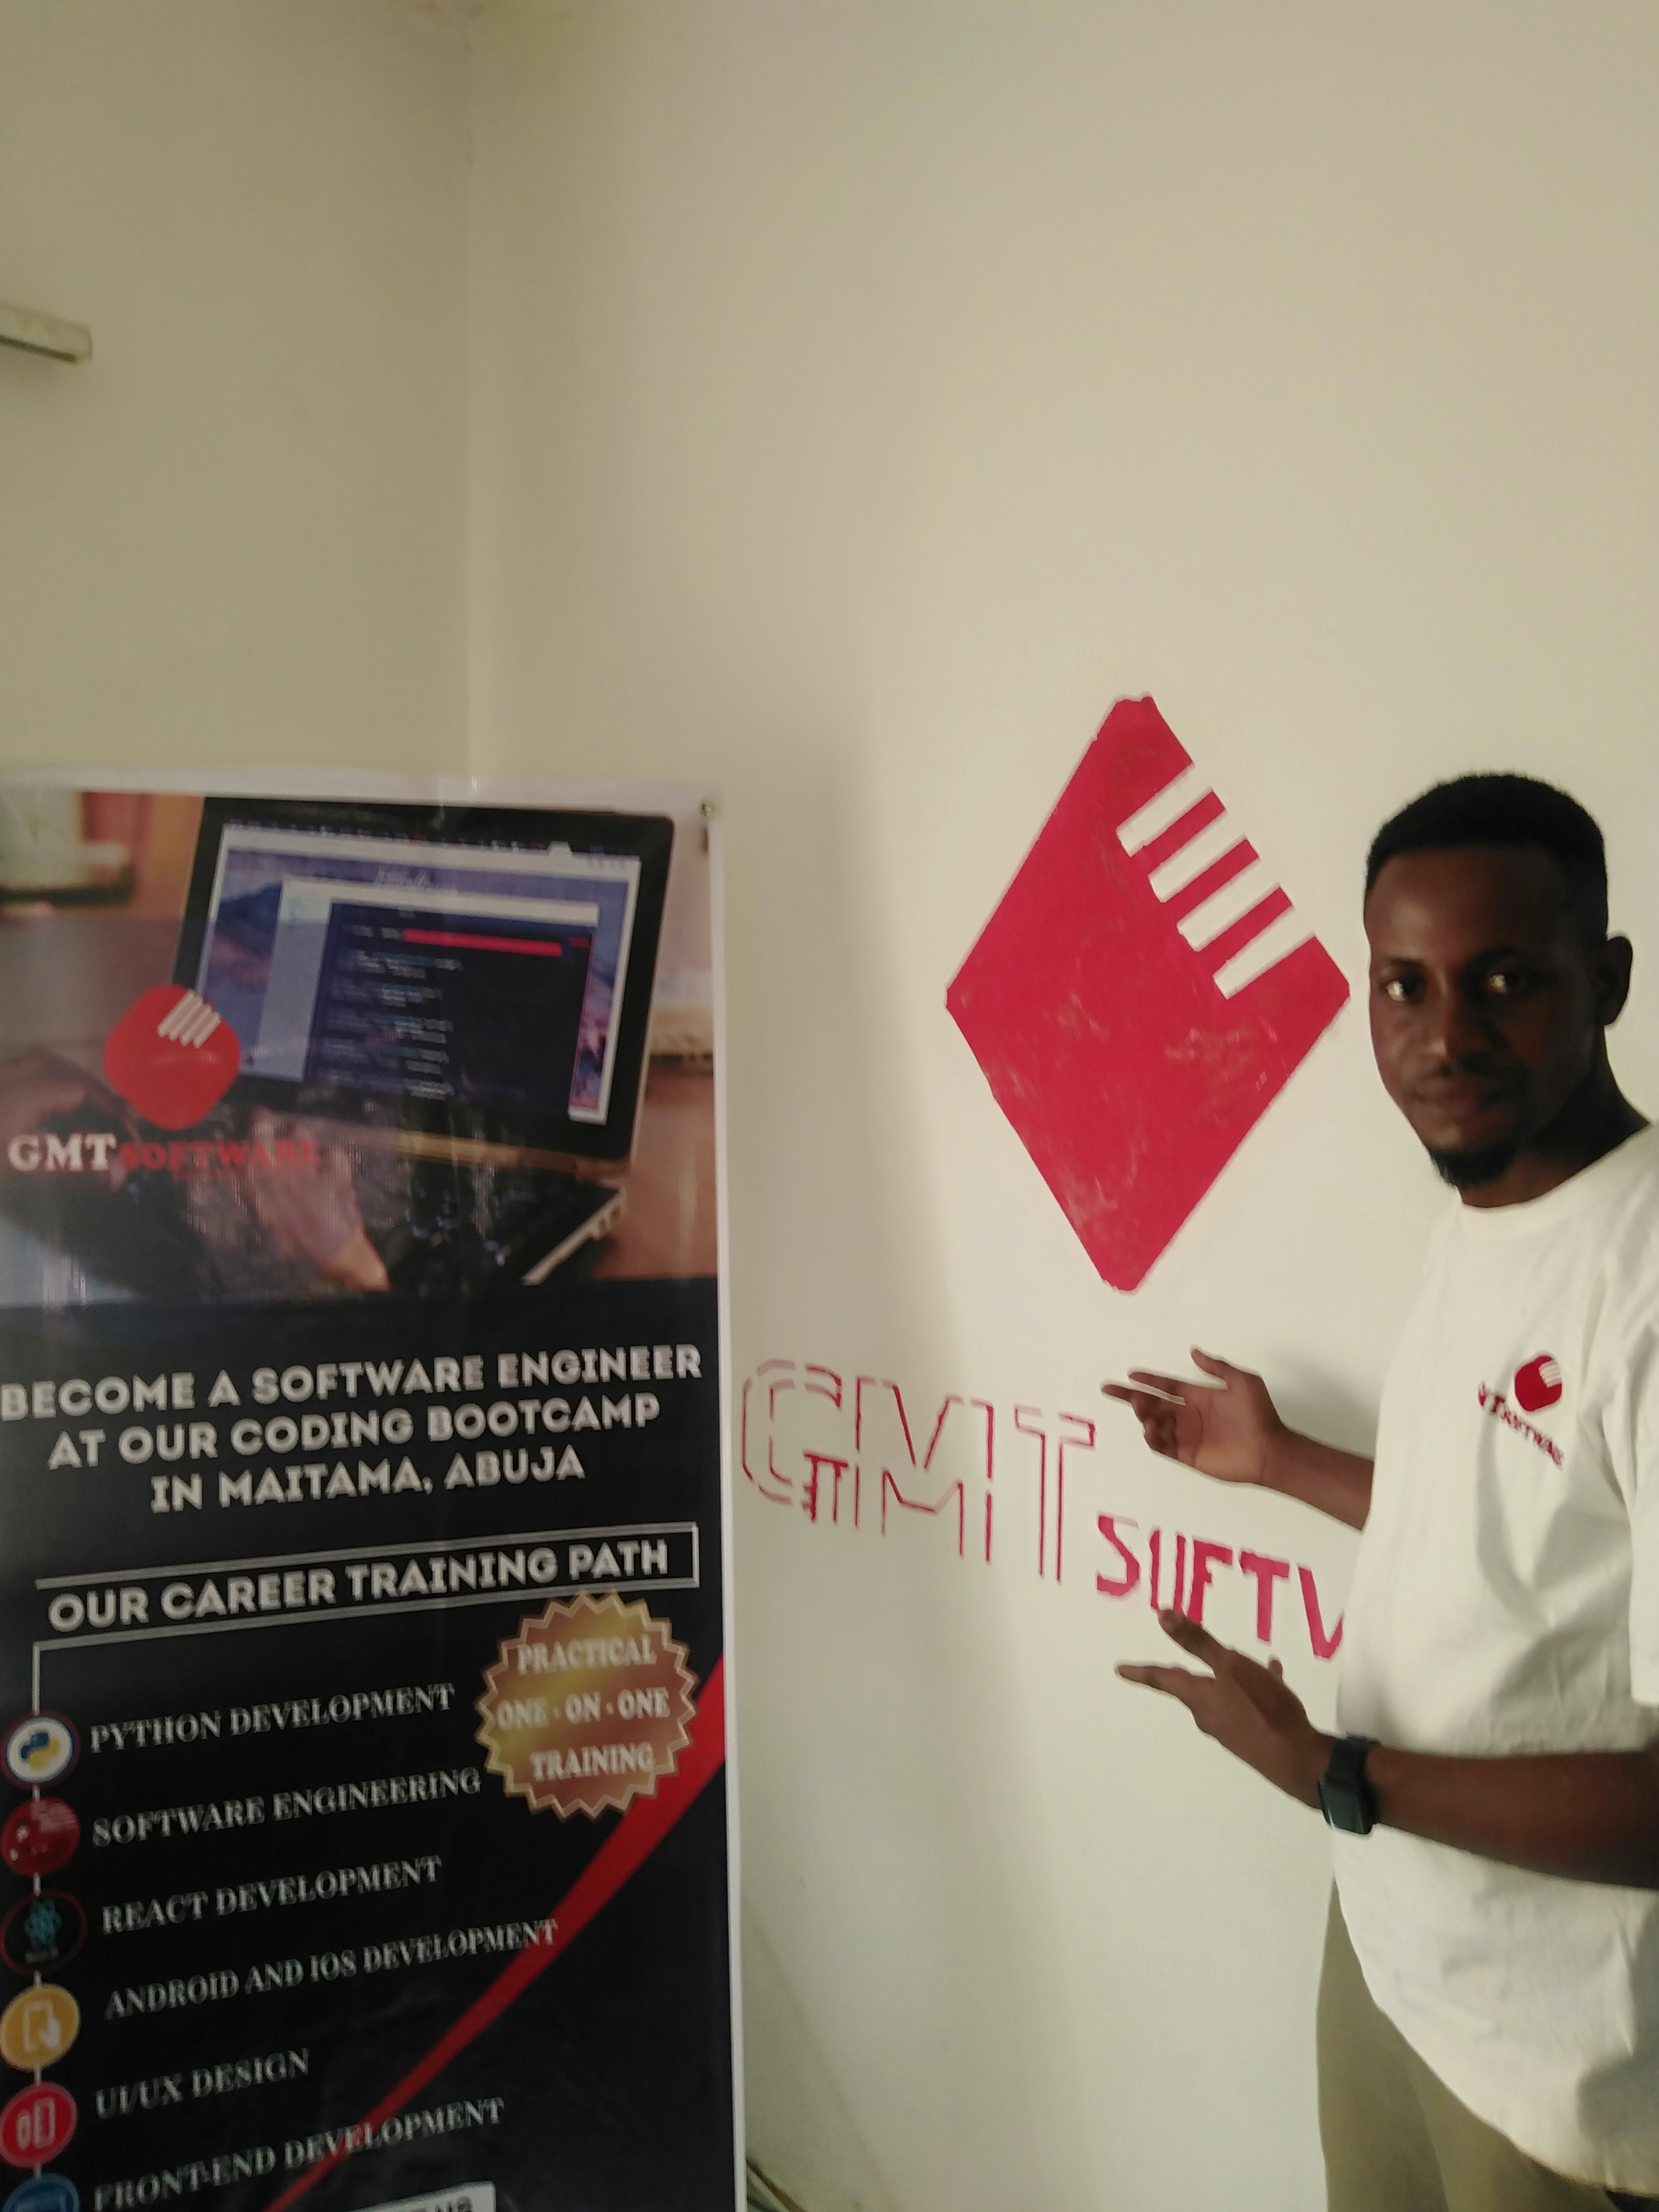 GMT SOFTWARE
BECOME A SOFTWARE ENGINEER
AT OUR CODING BOOTCAMP
IN MAITAMA, ABUJA
OUR CAREER TRAINING PATH
PRACTICAL
ONE - ON - ONE
TRAINING
PYTHON DEVELOPMENT
SOFTWARE ENGINEERING
REACT DEVELOPMENT
ANDROID AND IOS DEVELOPMENT
UI/UX DESIGN
FRONT-END DEVELOPMENT
GMT
SOFTW